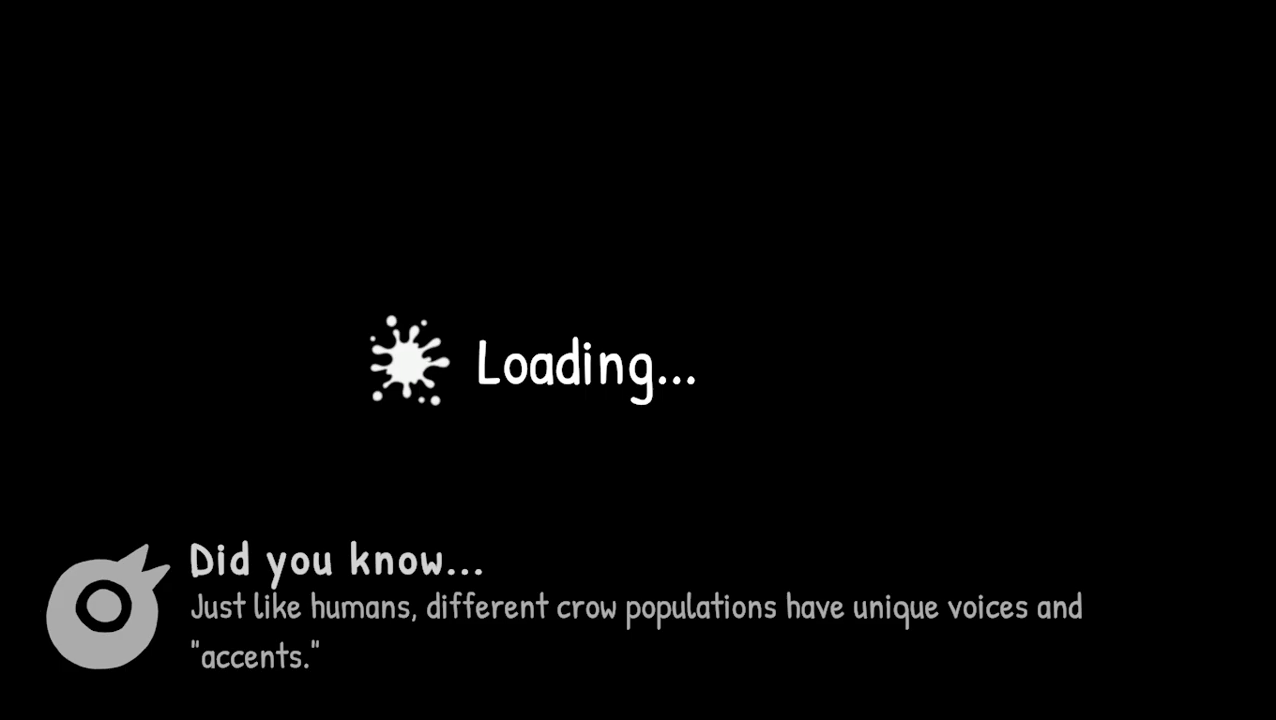 Loading...
Did you know...
Just like humans, different crow populations have unique voices and
"accents."